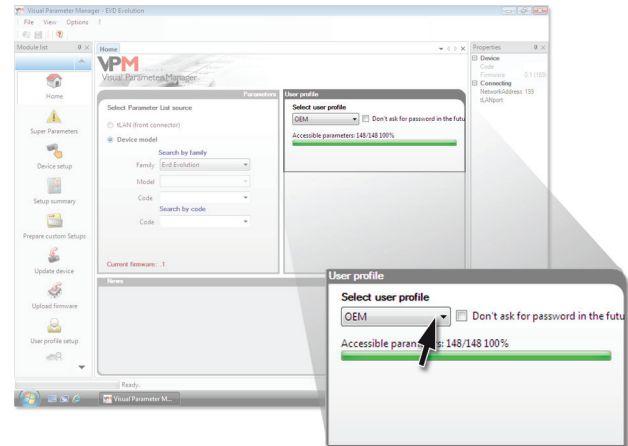 Visual Parameter Manager - EVD Evolution
File View Options ?
Module list
Home
Super Parameters
Device setup
Setup summary
Prepare custom Setups
Update device
Upload firmware
User profile setup
Home
VPM
Visual Parameter Manager
Parameters
Select Parameter List source
tLAN (front connector)
Device model
Search by family
Family Evd Evolution
Model
Code
Search by code
Code
Current firmware: .1
News
User profile
Select user profile
OEM Don't ask for password in the futu
Accessible parameters: 148/148 100%
Properties
Device
Code
Firmware
Connecting
NetworkAddress
tLANport
Ready.
Visual Parameter M...
User profile
Select user profile
OEM Don't ask for password in the futu
Accessible param rs: 148/148 100%